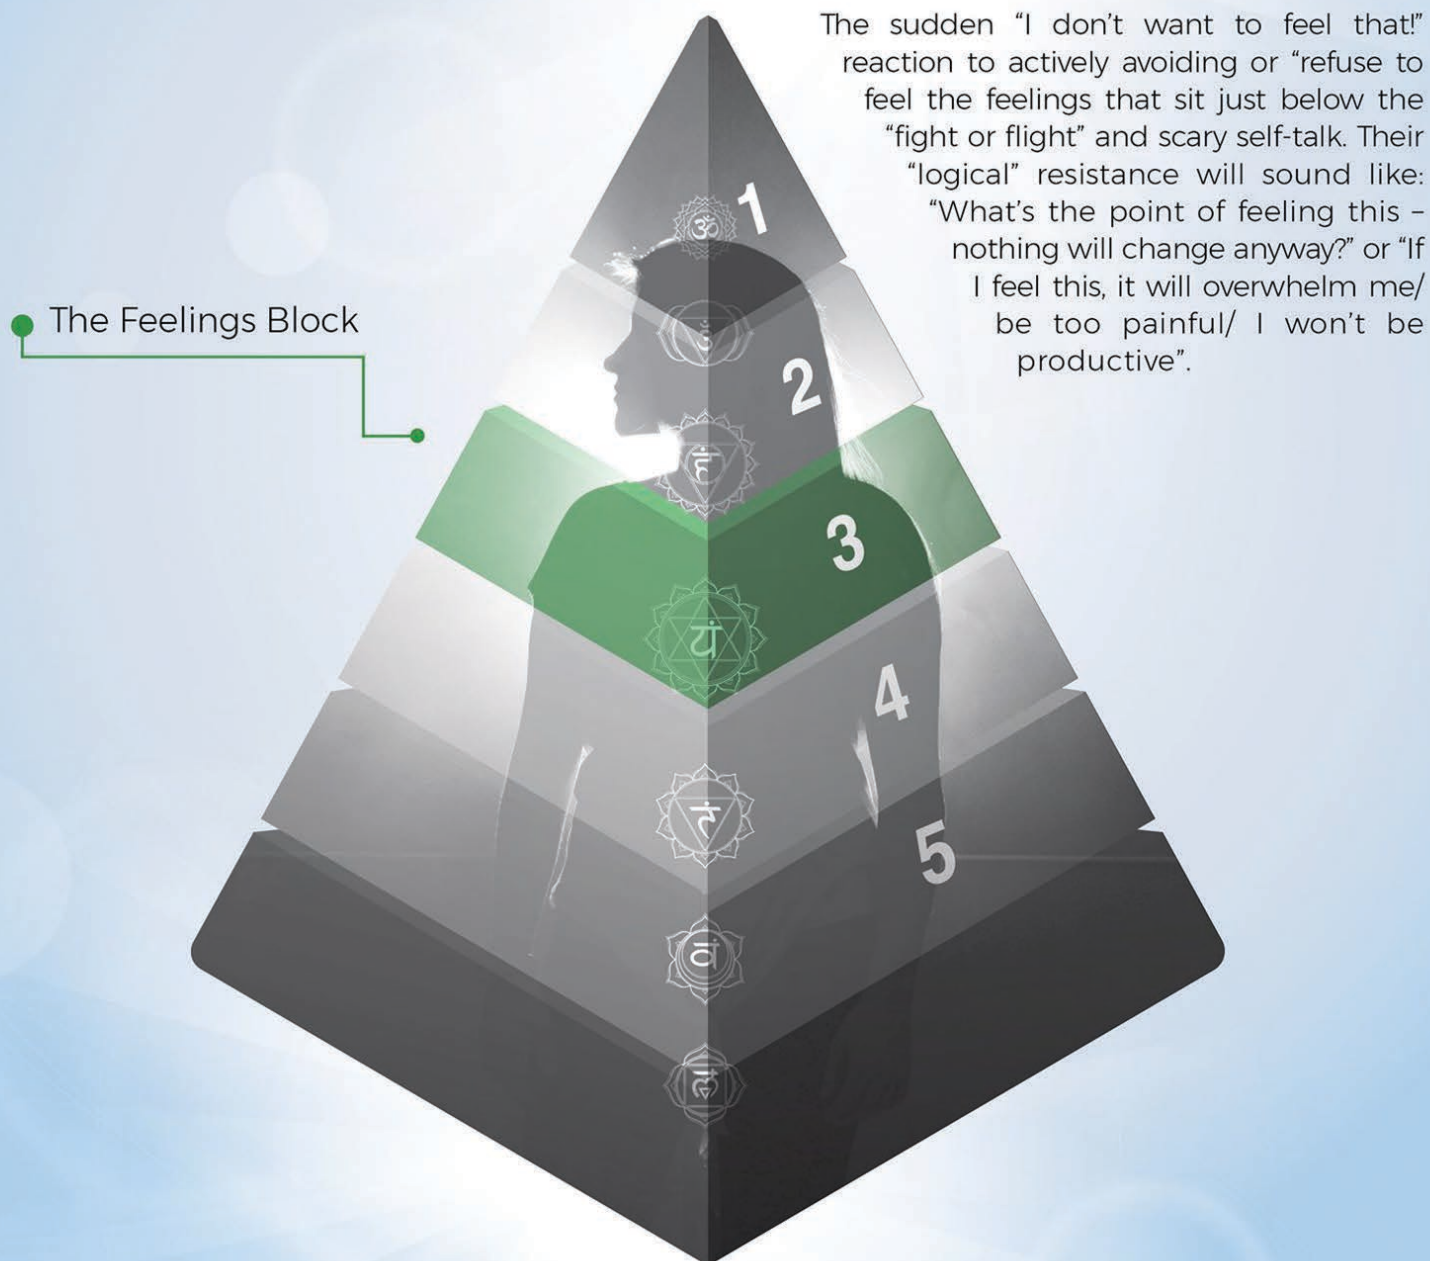 The sudden “I don’t want to feel that!”
reaction to actively avoiding or “refuse to
feel the feelings that sit just below the
“fight or flight” and scary self-talk. Their
“logical” resistance will sound like:
“What’s the point of feeling this –
nothing will change anyway?” or “If
I feel this, it will overwhelm me/
be too painful/ I won’t be
productive”.
The Feelings Block
1
ॐ
2
3
यं
4
रं
5
वं